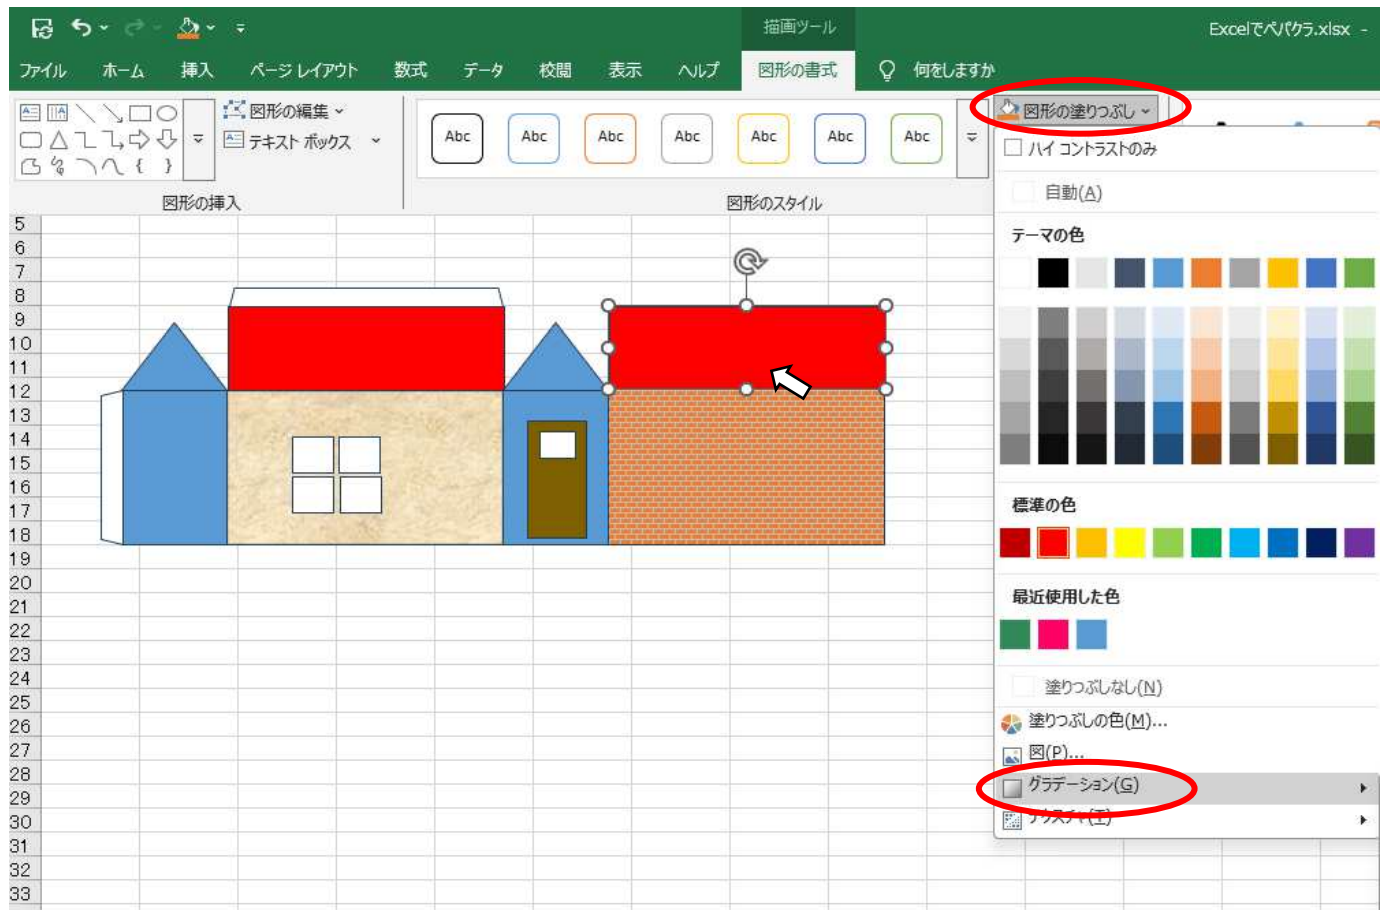 描画ツール
Excelでペパクラ.xlsx -
ファイル ホーム 挿入 ページ レイアウト 数式 データ 校閲 表示 ヘルプ 図形の書式 何をしますか
図形の編集
テキスト ボックス
Abc Abc Abc Abc Abc Abc Abc
図形の塗りつぶし
図形の挿入
図形のスタイル
ハイ コントラストのみ
自動(A)
テーマの色
標準の色
最近使用した色
塗りつぶしなし(N)
塗りつぶしの色(M)...
図(P)...
グラデーション(G)
テクスチャ(T)
5
6
7
8
9
10
11
12
13
14
15
16
17
18
19
20
21
22
23
24
25
26
27
28
29
30
31
32
33